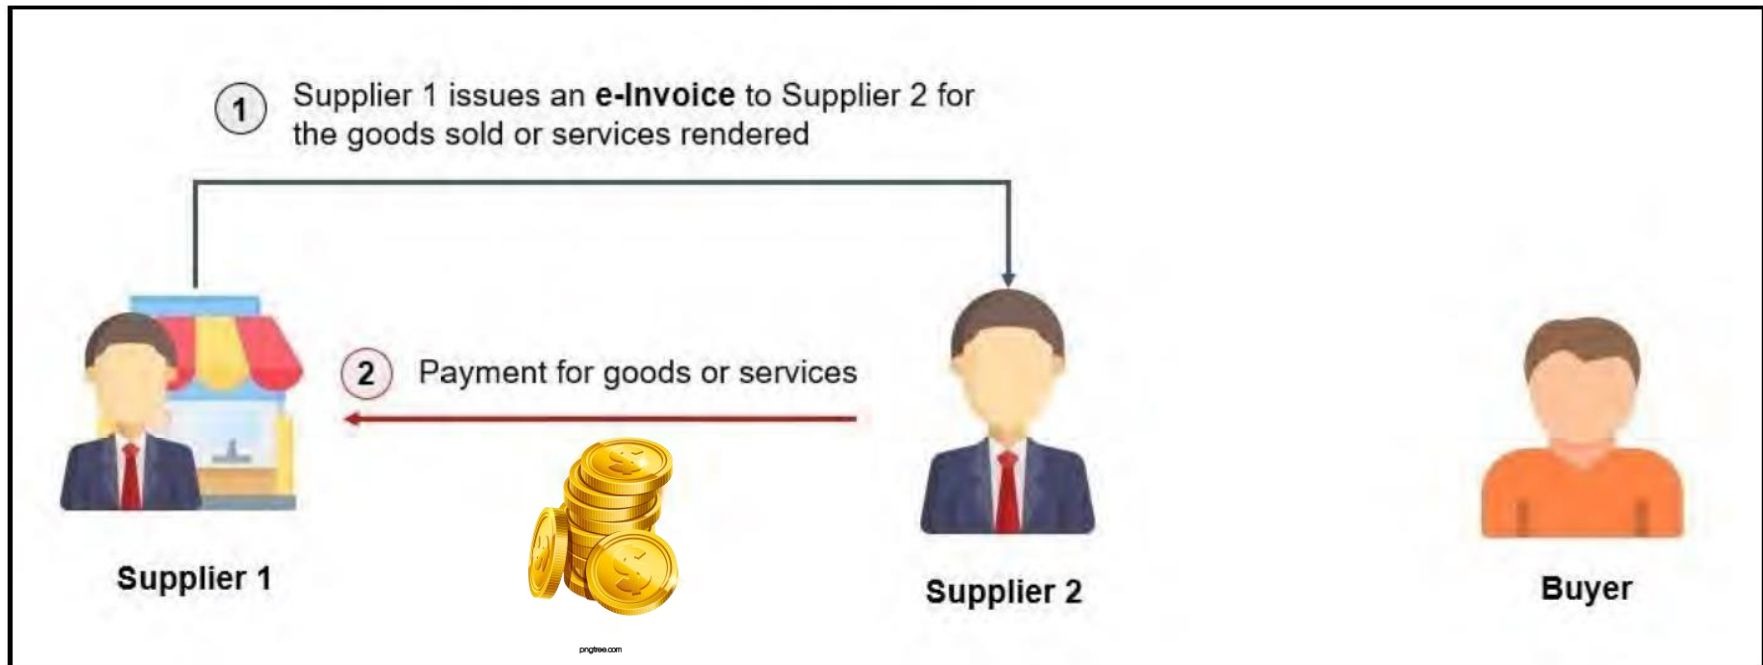 1
Supplier 1 issues an e-Invoice to Supplier 2 for
the goods sold or services rendered
2 Payment for goods or services
Supplier 1
Supplier 2
Buyer
pngtree.com